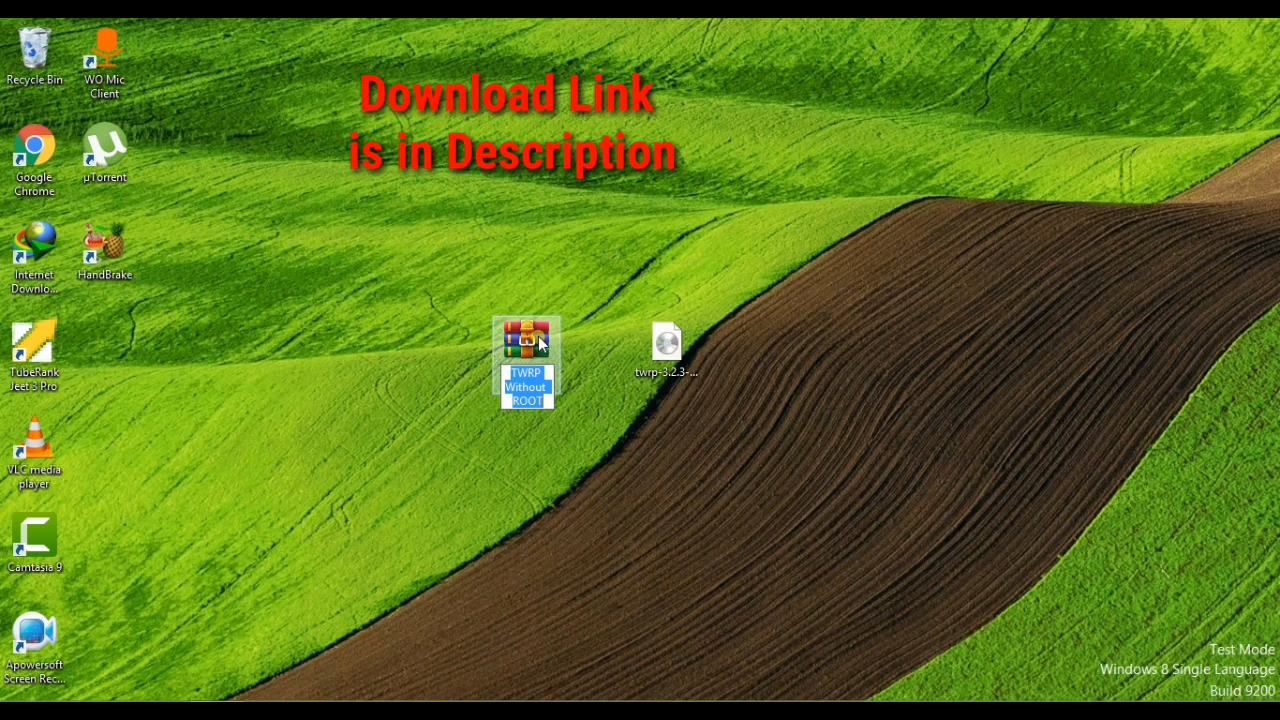 Download Link
is in Description
Recycle Bin
WO Mic
Client
Google
Chrome
µTorrent
Internet
Downlo...
HandBrake
TubeRank
Jeet 3 Pro
TWRP
Without
ROOT
twrp-3.2.3-...
VLC media
player
Camtasia 9
Apowersoft
Screen Rec...
Test Mode
Windows 8 Single Language
Build 9200